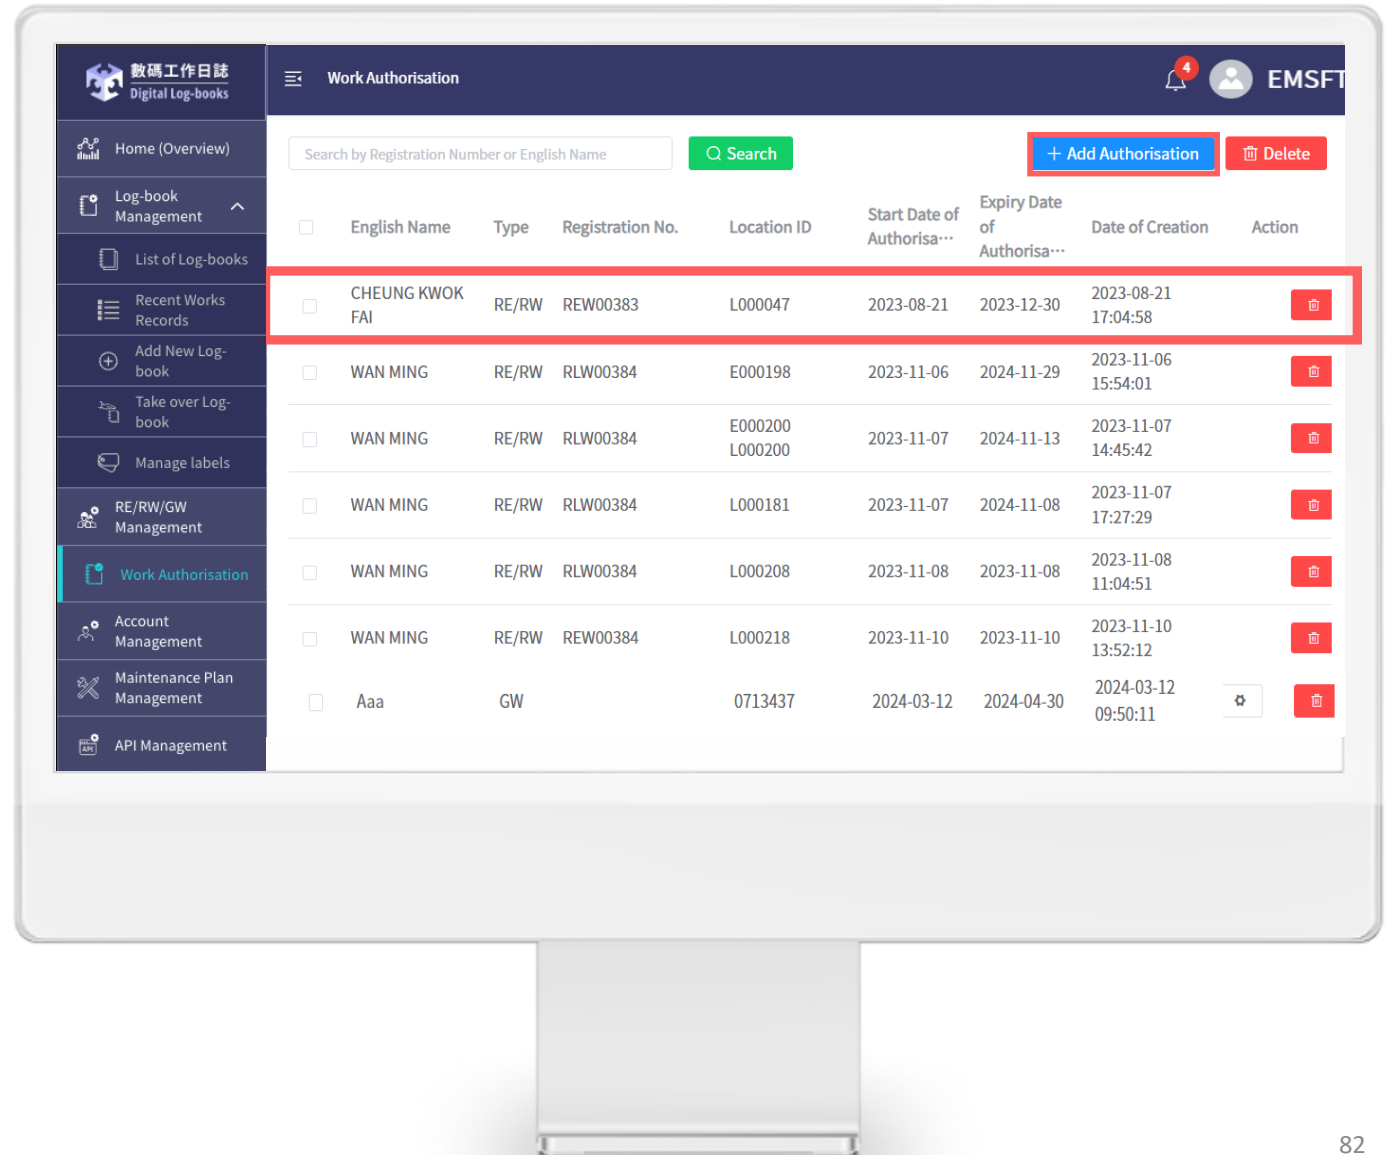 數碼工作日誌
Digital Log-books
Work Authorisation
4
EMSFT
Home (Overview)
Log-book
Management
List of Log-books
Recent Works
Records
Add New Log-
book
Take over Log-
book
Manage labels
RE/RW/GW
Management
Work Authorisation
Account
Management
Maintenance Plan
Management
API
API Management
Search by Registration Number or English Name
Search
+ Add Authorisation
Delete
English Name Type Registration No. Location ID Start Date of Authorisa··· Expiry Date of Authorisa··· Date of Creation Action
CHEUNG KWOK FAI RE/RW REW00383 L000047 2023-08-21 2023-12-30 2023-08-21 17:04:58
WAN MING RE/RW RLW00384 E000198 2023-11-06 2024-11-29 2023-11-06 15:54:01
WAN MING RE/RW RLW00384 E000200 L000200 2023-11-07 2024-11-13 2023-11-07 14:45:42
WAN MING RE/RW RLW00384 L000181 2023-11-07 2024-11-08 2023-11-07 17:27:29
WAN MING RE/RW RLW00384 L000208 2023-11-08 2023-11-08 2023-11-08 11:04:51
WAN MING RE/RW REW00384 L000218 2023-11-10 2023-11-10 2023-11-10 13:52:12
Aaa GW 0713437 2024-03-12 2024-04-30 2024-03-12 09:50:11
82